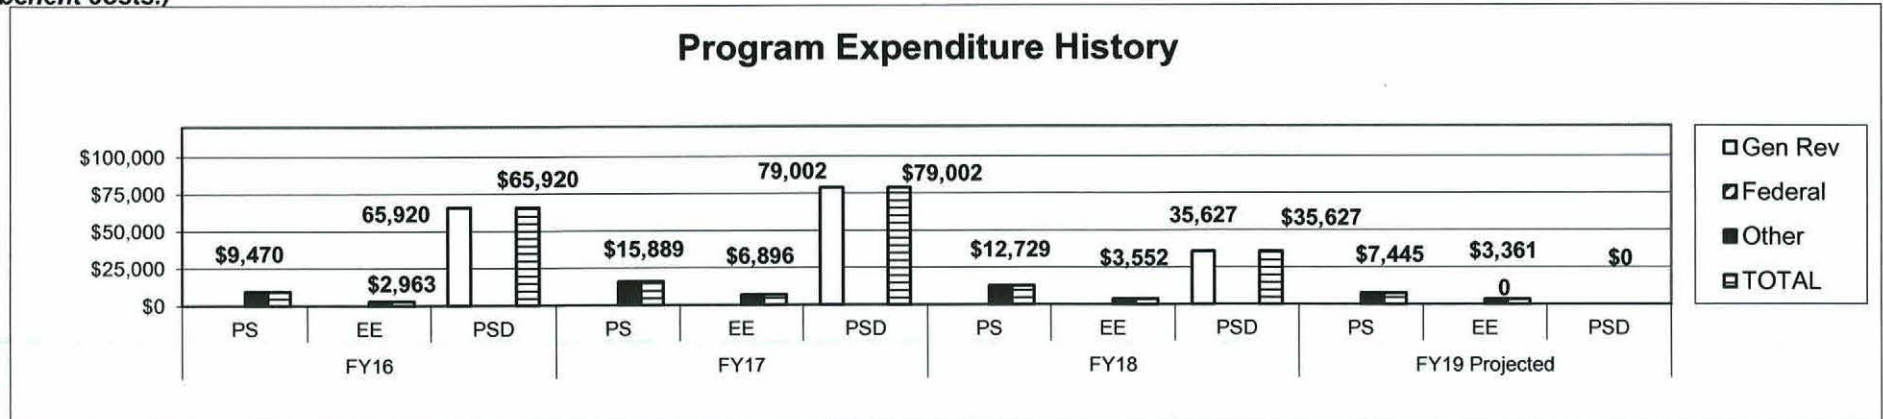 benefit costs.)
Program Expenditure History
$100,000
$75,000
$50,000
$25,000
$0
$9,470
$2,963
65,920
$65,920
$15,889
$6,896
79,002
$79,002
$12,729
$3,552
35,627
$35,627
$7,445
$3,361
0
$0
PS
EE
PSD
PS
EE
PSD
PS
EE
PSD
PS
EE
PSD
FY16
FY17
FY18
FY19 Projected
Gen Rev
Federal
Other
TOTAL